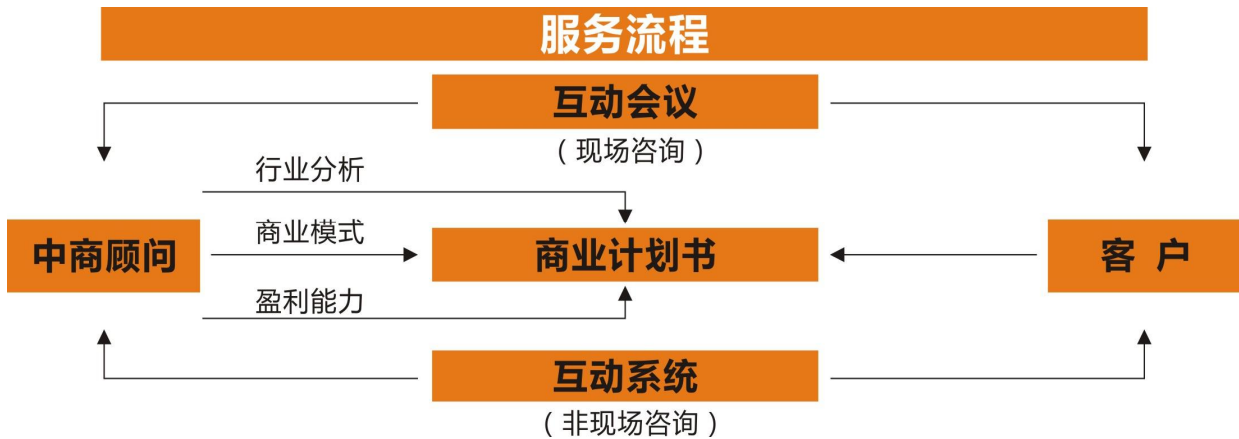 服务流程
互动会议
（现场咨询）
行业分析
商业模式
盈利能力
中商顾问
商业计划书
客 户
互动系统
（非现场咨询）